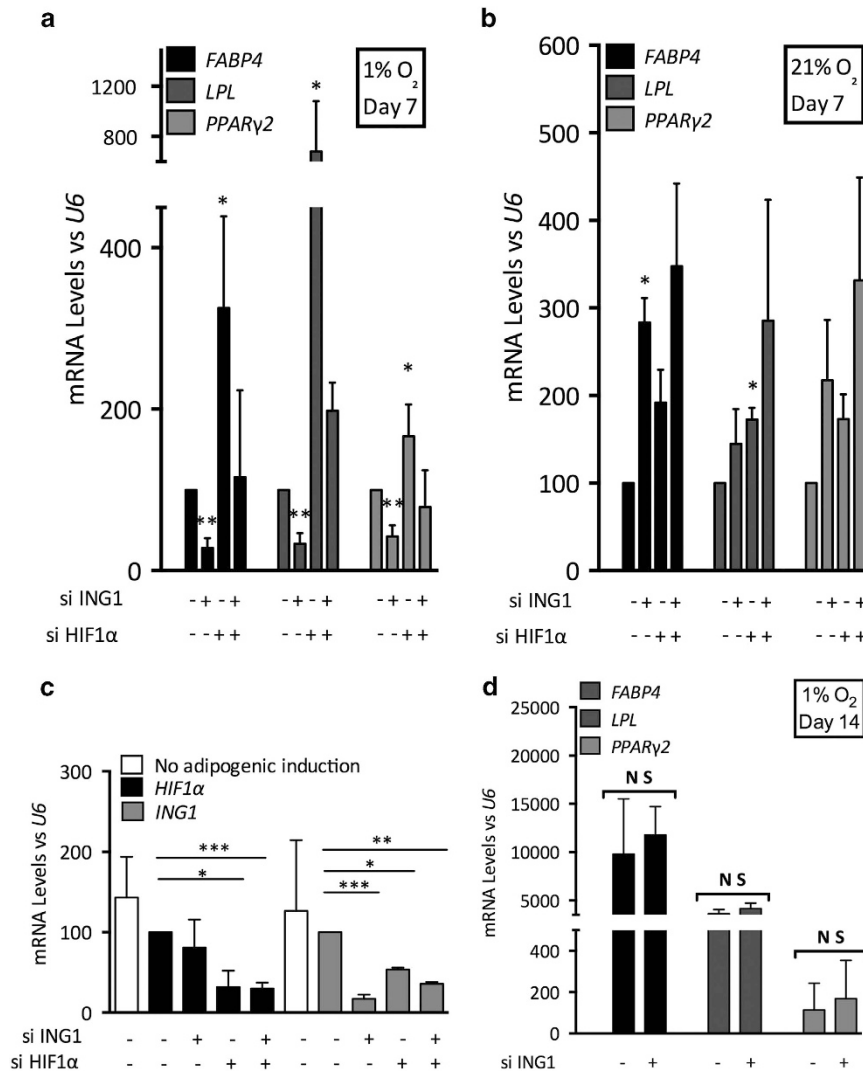 a
FABP4
LPL
PPARγ2
1% O2
Day 7
1200
800
400
200
0
mRNA Levels vs U6
*
**
*
**
*
**
si ING1 - + - + - + - + - + - +
si HIF1α - - + + - - + + - - + +
b
FABP4
LPL
PPARγ2
21% O2
Day 7
600
500
400
300
200
100
0
mRNA Levels vs U6
*
*
si ING1 - + - + - + - + - + - +
si HIF1α - - + + - - + + - - + +
c
No adipogenic induction
HIF1α
ING1
300
200
100
0
mRNA Levels vs U6
***
*
**
*
***
si ING1 - - + - + - - + - +
si HIF1α - - - + + - - - + +
d
FABP4
LPL
PPARγ2
1% O2
Day 14
25000
20000
15000
10000
5000
400
200
0
mRNA Levels vs U6
NS
NS
NS
si ING1 - + - + - +